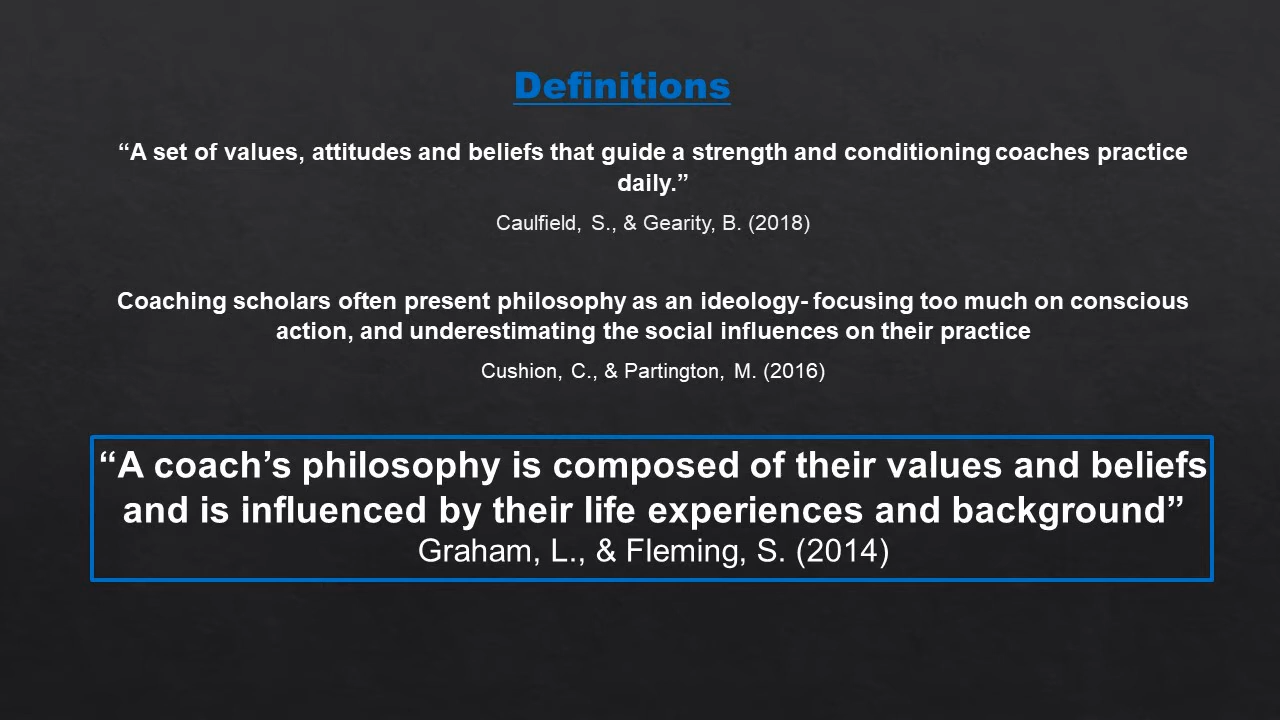 Definitions
“A set of values, attitudes and beliefs that guide a strength and conditioning coaches practice
daily.”
Caulfield, S., & Gearity, B. (2018)
Coaching scholars often present philosophy as an ideology- focusing too much on conscious
action, and underestimating the social influences on their practice
Cushion, C., & Partington, M. (2016)
“A coach’s philosophy is composed of their values and beliefs
and is influenced by their life experiences and background”
Graham, L., & Fleming, S. (2014)